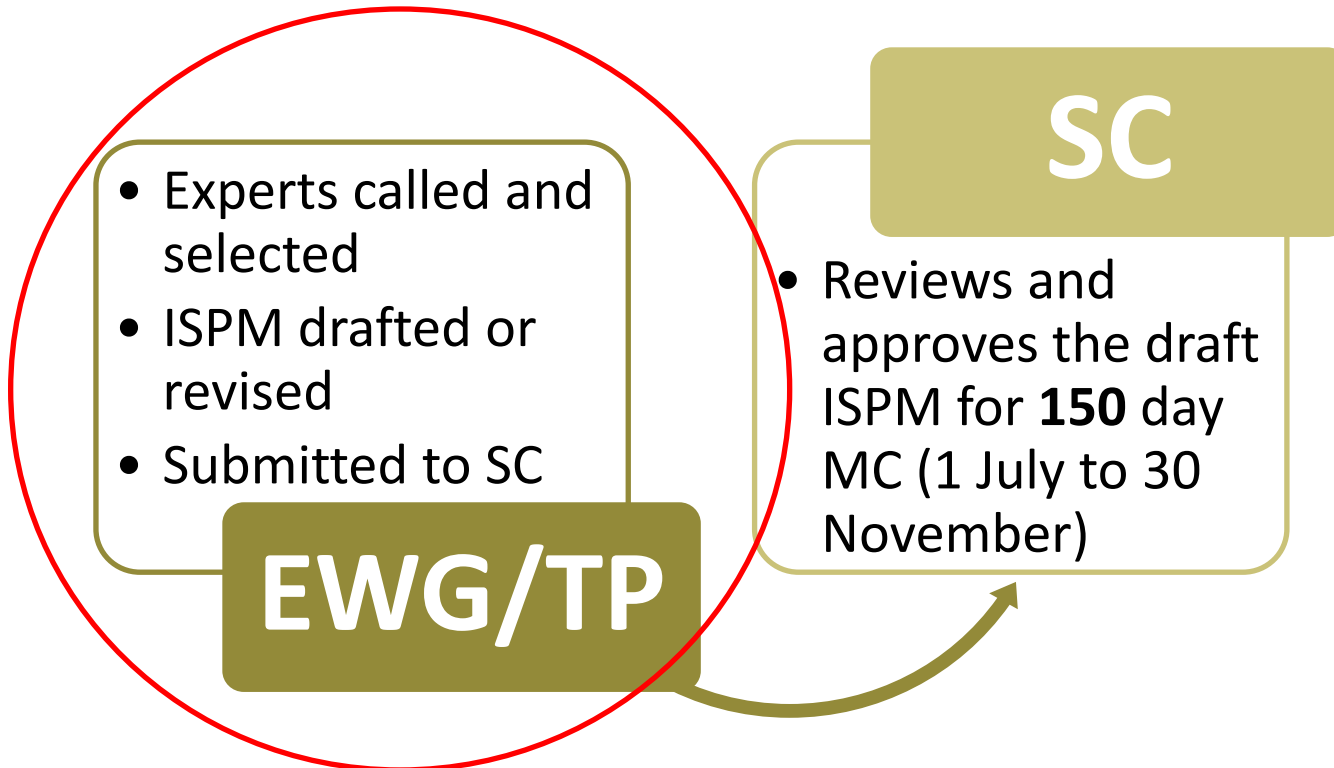 • Experts called and
selected
• ISPM drafted or
revised
• Submitted to SC
EWG/TP
SC
• Reviews and
approves the draft
ISPM for 150 day
MC (1 July to 30
November)